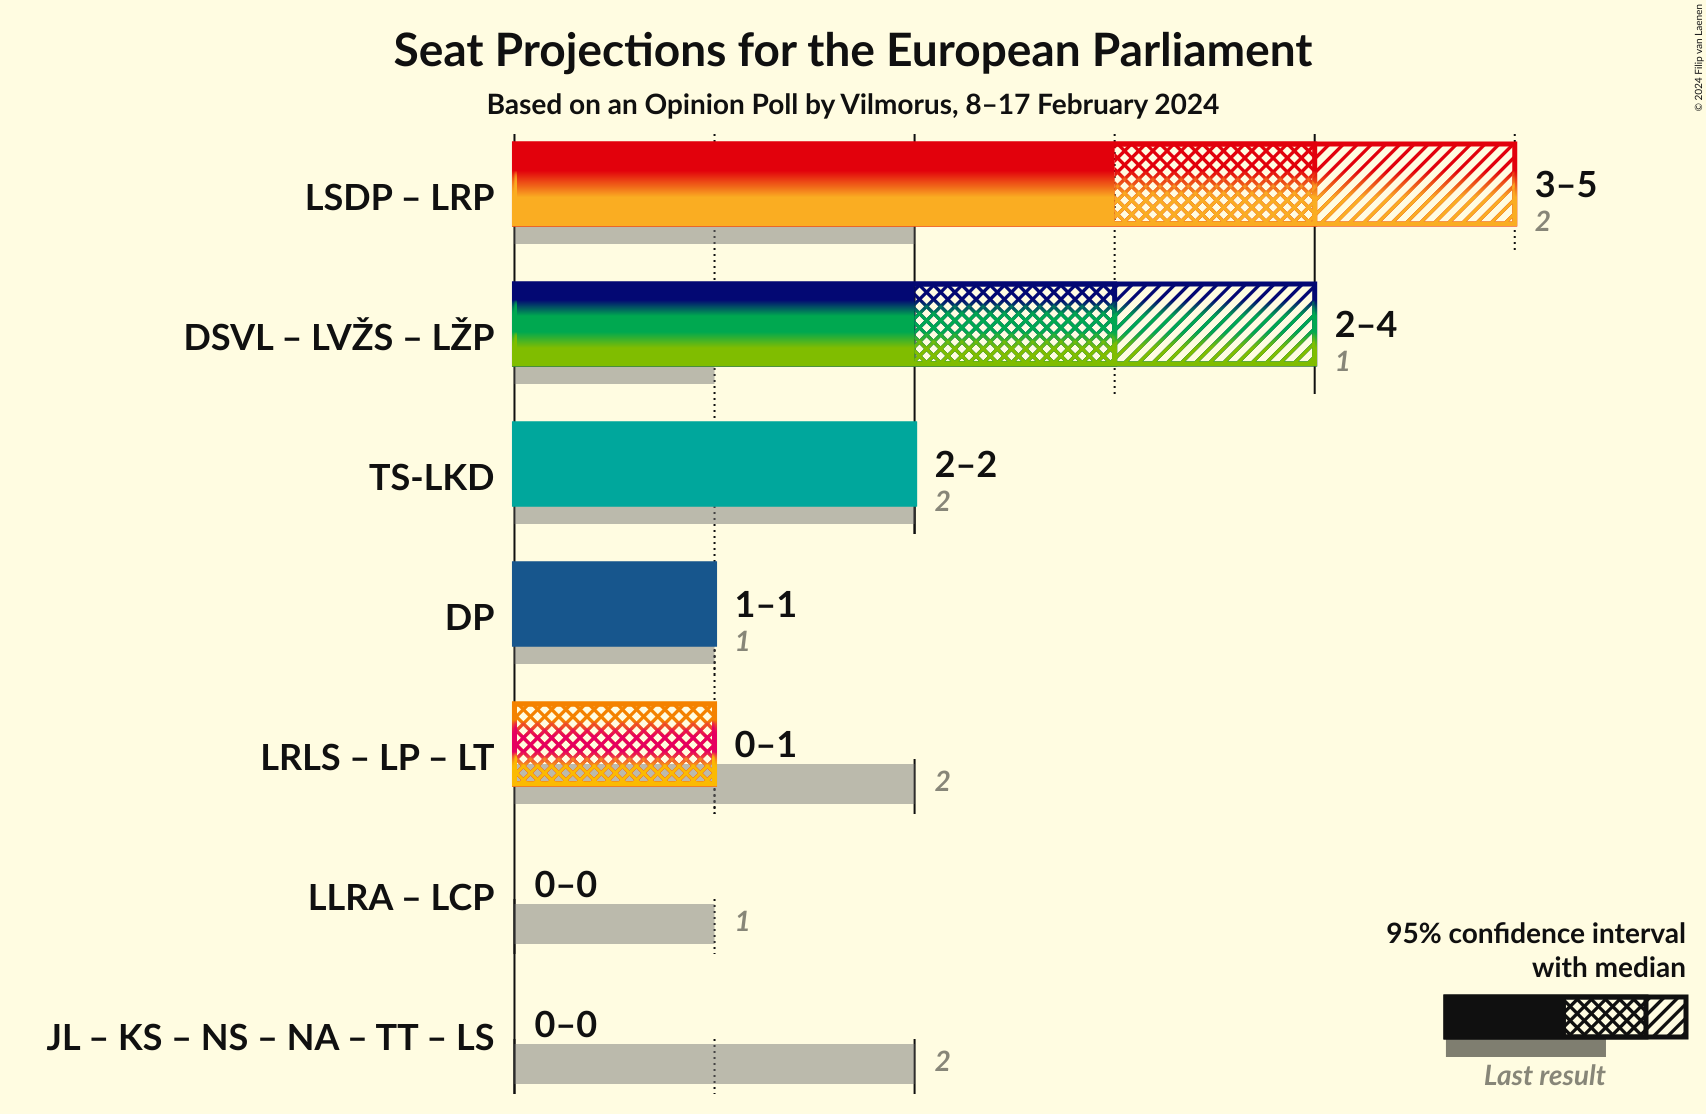 Seat Projections for the European Parliament
Based on an Opinion Poll by Vilmorus, 8–17 February 2024
© 2024 Filip van Laenen
LSDP – LRP
3–5
2
DSVL – LVŽS – LŽP
2–4
1
TS-LKD
2–2
2
DP
1–1
1
LRLS – LP – LT
0–1
2
LLRA – LCP
0–0
1
JL – KS – NS – NA – TT – LS
0–0
2
95% confidence interval
with median
Last result